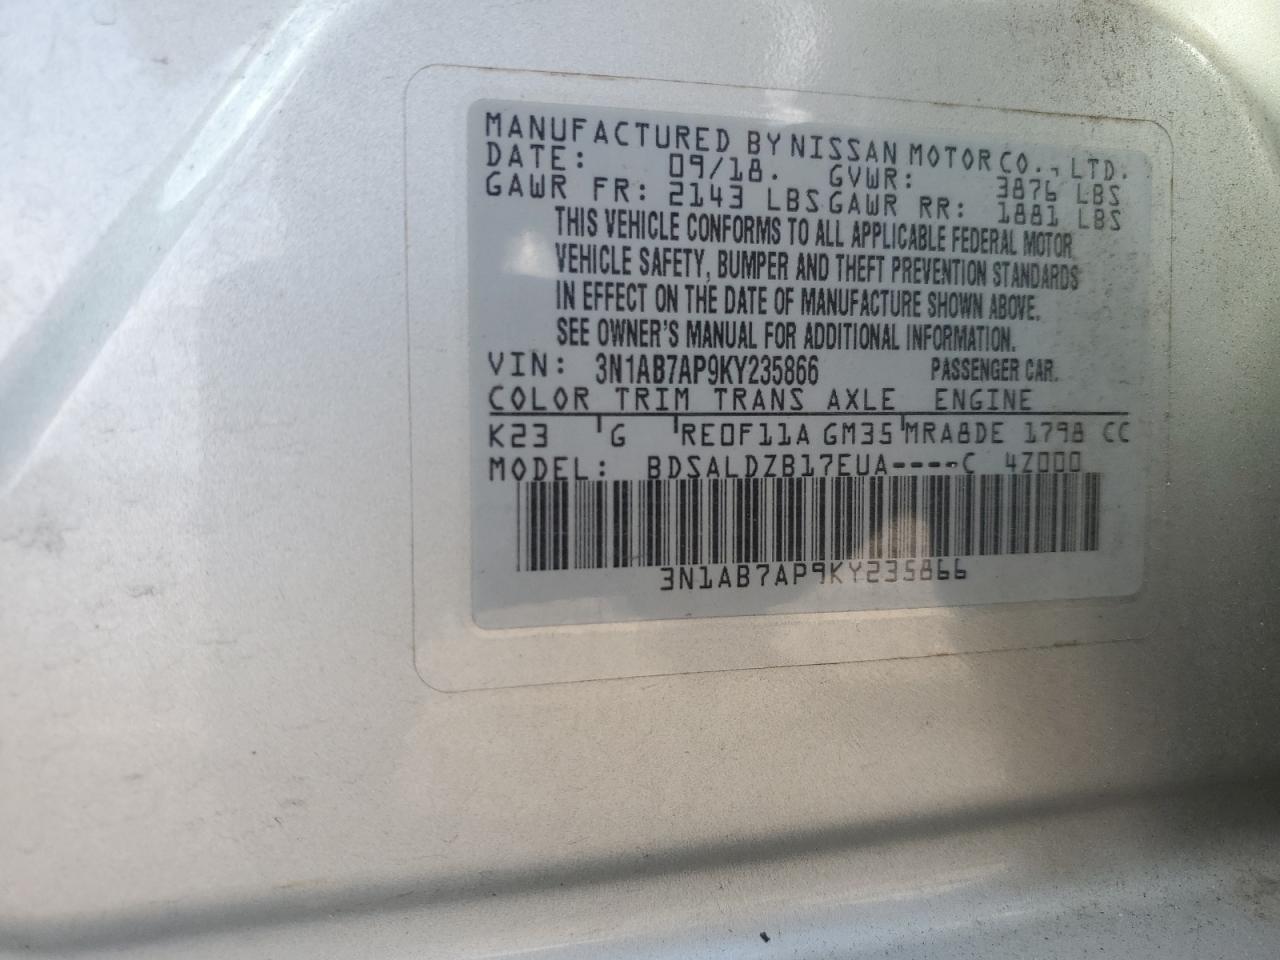 MANUFACTURED BY NISSAN MOTOR CO., LTD.
DATE: 09/18. GVWR: 3876 LBS
GAWR FR: 2143 LBS GAWR RR: 1881 LBS
THIS VEHICLE CONFORMS TO ALL APPLICABLE FEDERAL MOTOR
VEHICLE SAFETY, BUMPER AND THEFT PREVENTION STANDARDS
IN EFFECT ON THE DATE OF MANUFACTURE SHOWN ABOVE.
SEE OWNER'S MANUAL FOR ADDITIONAL INFORMATION.
VIN: 3N1AB7AP9KY235866 PASSENGER CAR.
COLOR TRIM TRANS AXLE ENGINE
K23 G RE0F11A GM35 MRA8DE 1798 CC
MODEL: BDSALDZB17EUA----C 4Z000
3N1AB7AP9KY235866